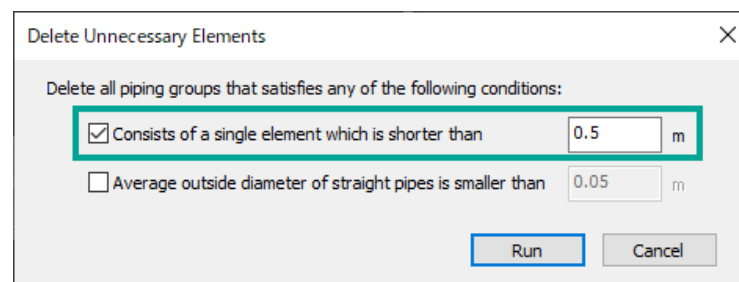 Delete Unnecessary Elements
Delete all piping groups that satisfies any of the following conditions:
Consists of a single element which is shorter than 0.5 m
Average outside diameter of straight pipes is smaller than 0.05 m
Run Cancel